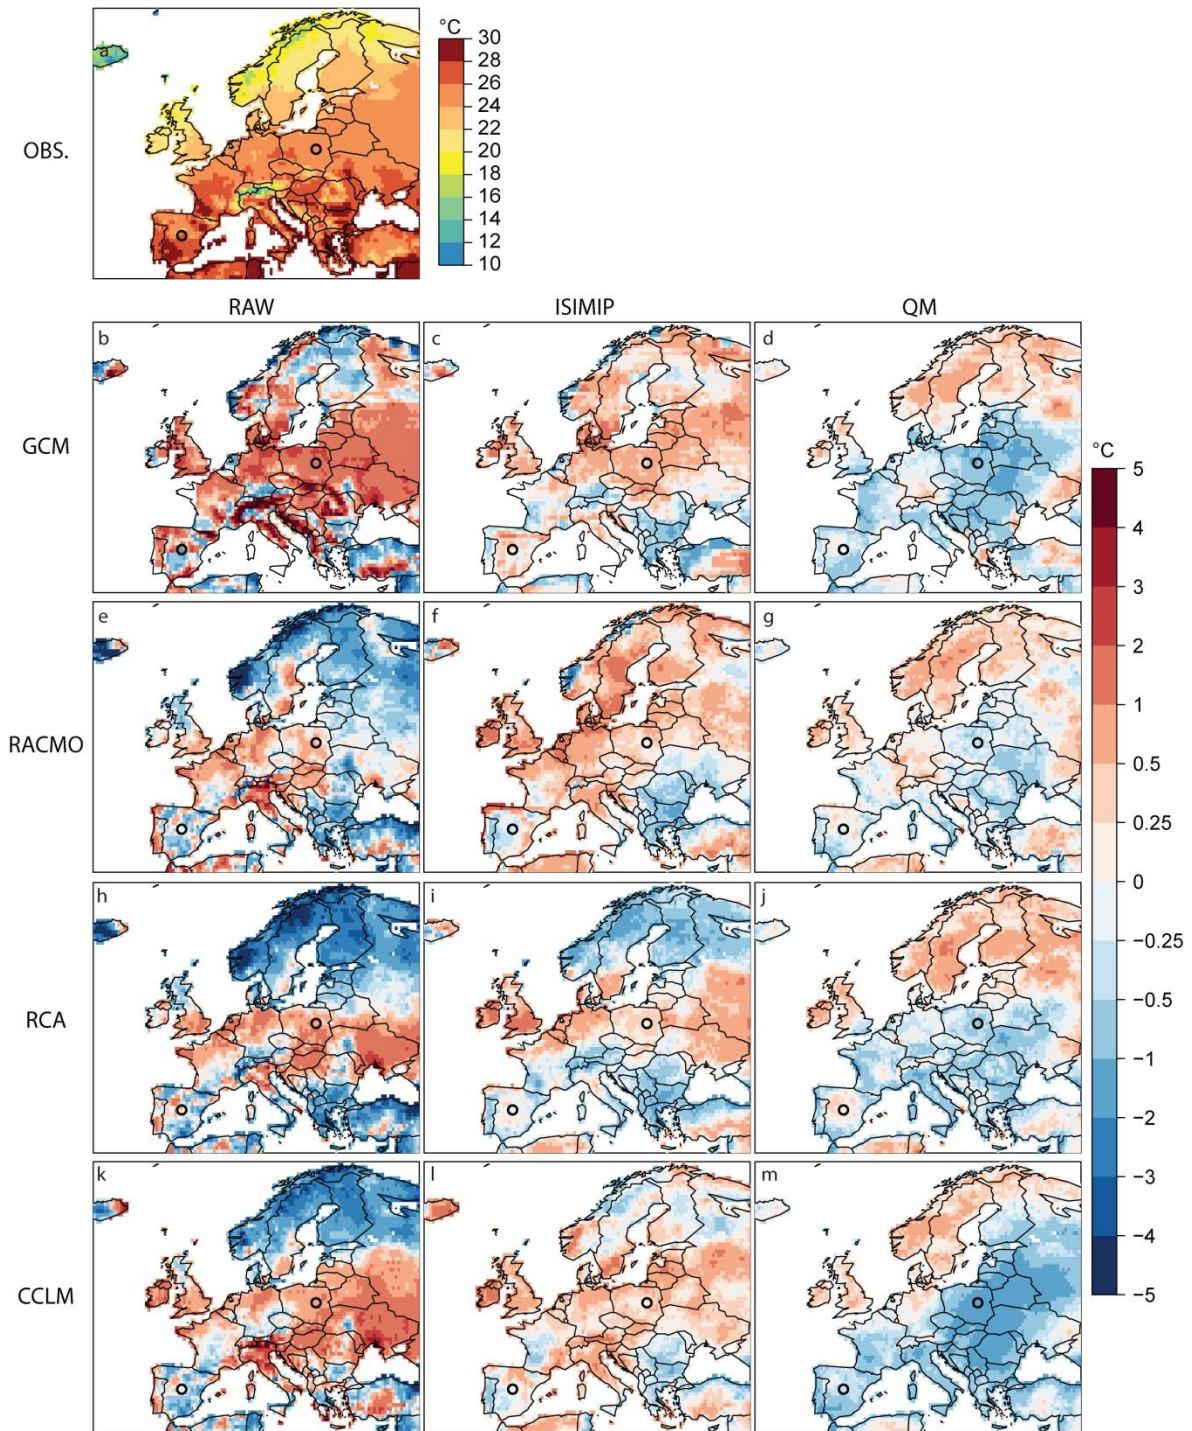 °C
a
30
28
26
24
22
20
18
16
14
12
10
OBS.
RAW
ISIMIP
QM
b
c
d
GCM
°C
5
4
3
2
1
0.5
0.25
0
−0.25
−0.5
−1
−2
−3
−4
−5
e
f
g
RACMO
h
i
j
RCA
k
l
m
CCLM